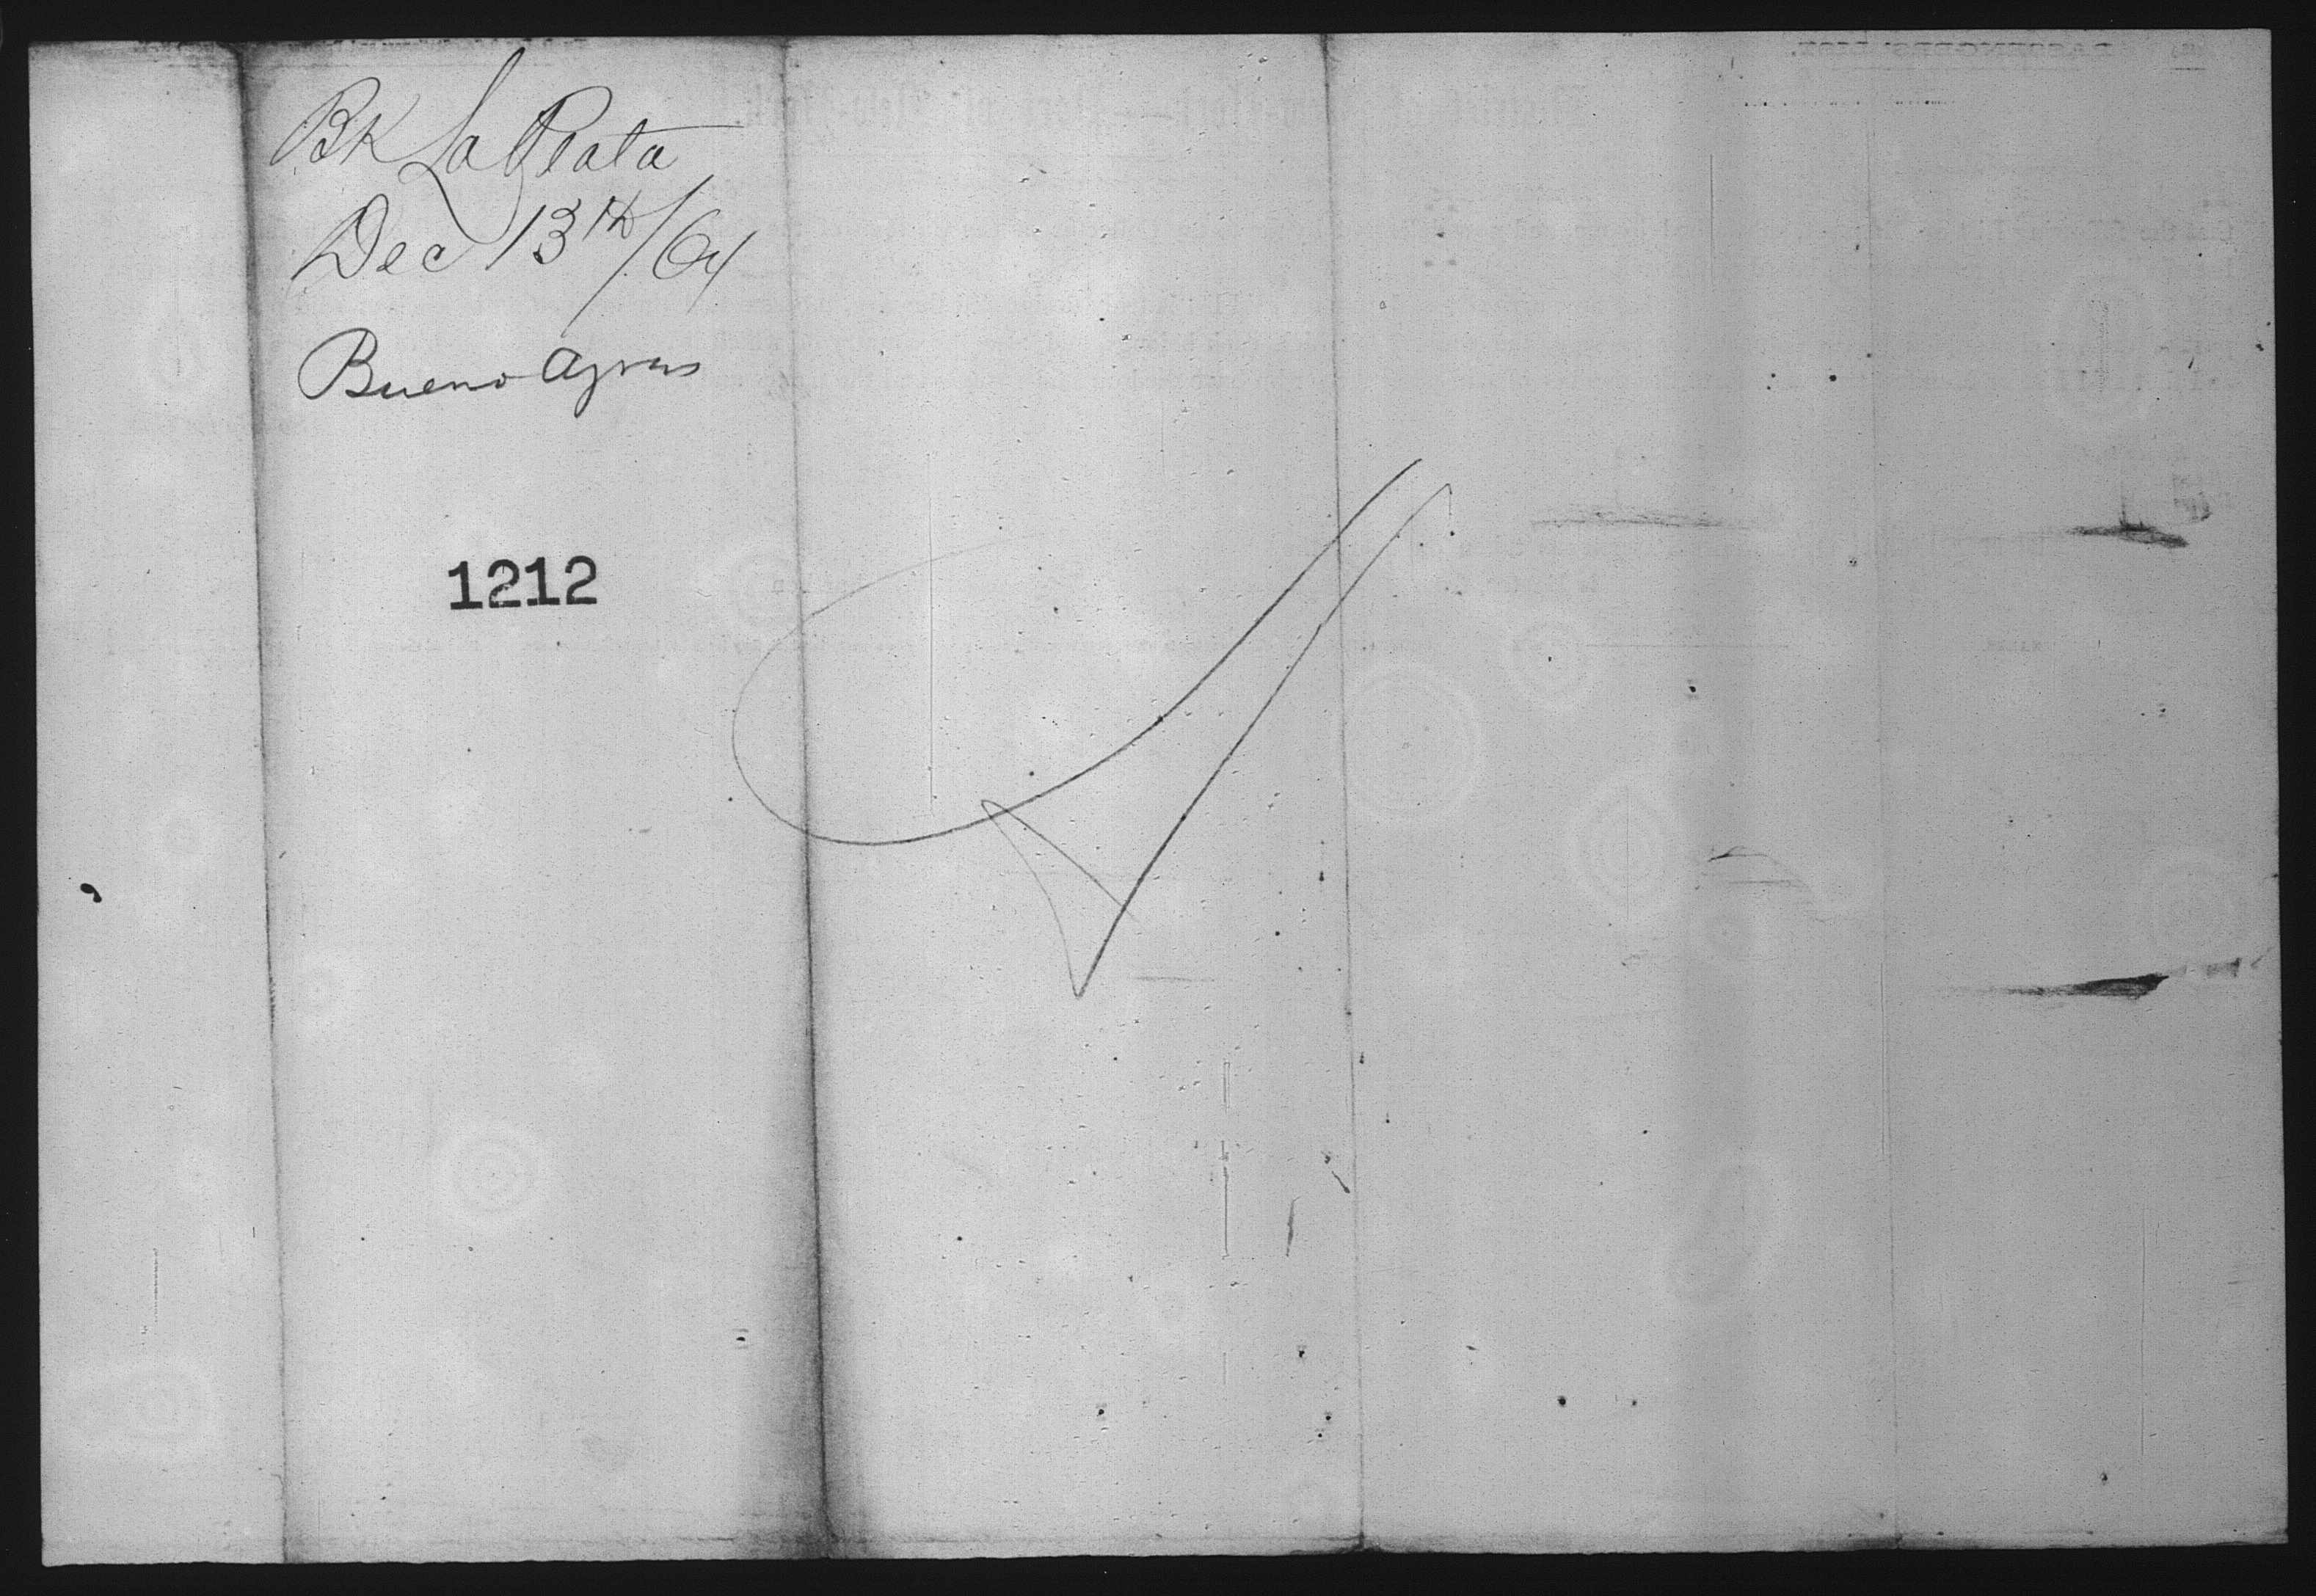 Bk La Plata
Dec 13th/64
Bueno Ayres
1212